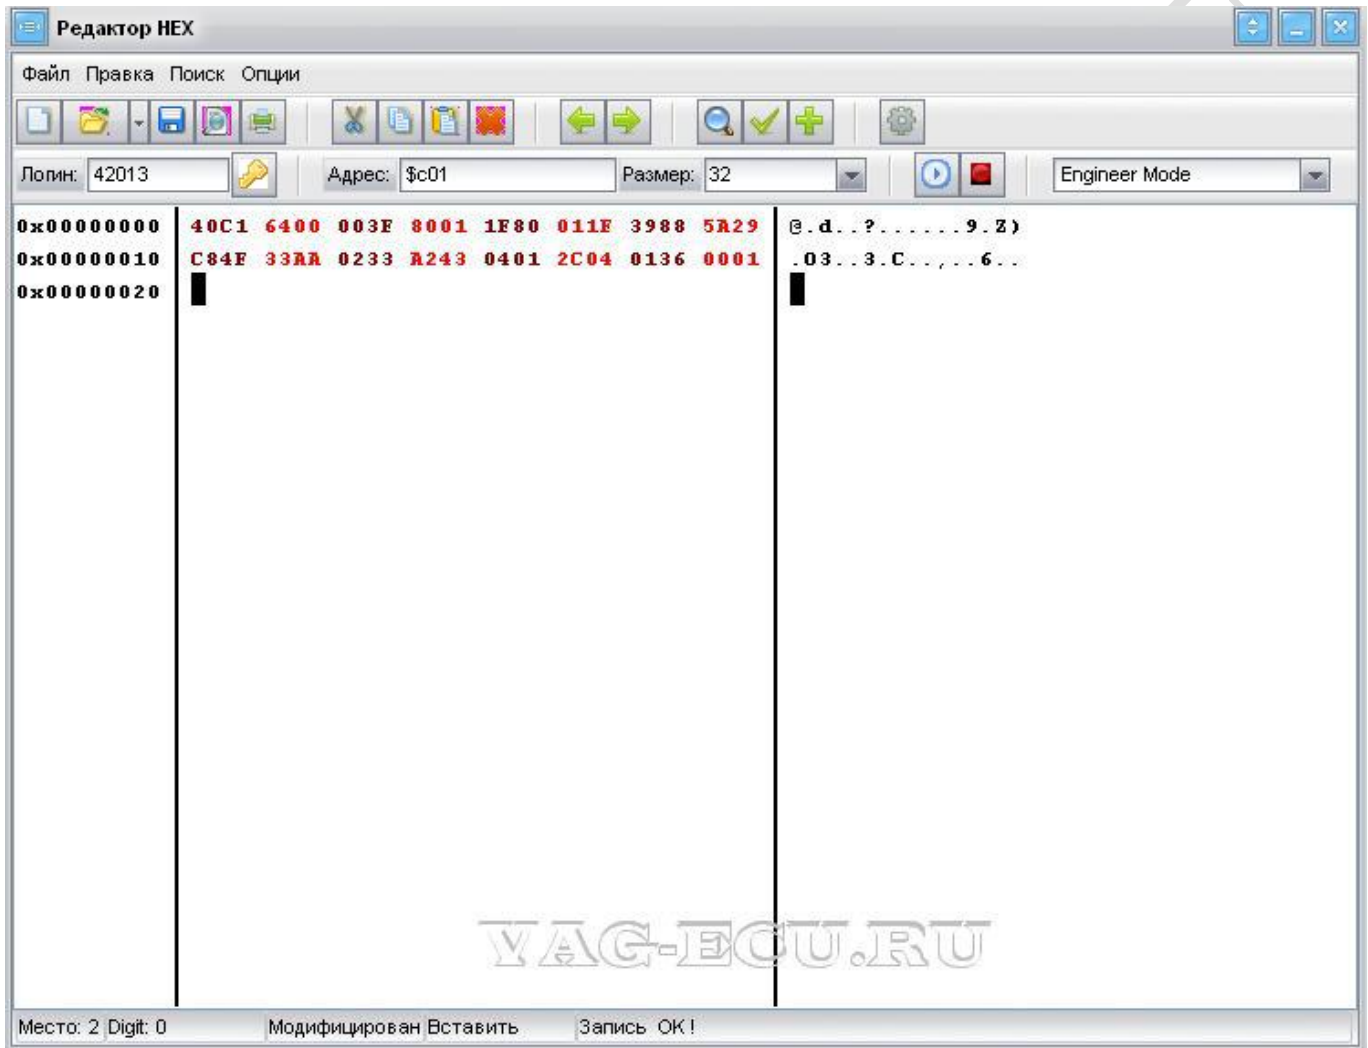 Редактор HEX
Файл Правка Поиск Опции
Логин: 42013 Адрес: $c01 Размер: 32 Engineer Mode
0x00000000 40C1 6400 003F 8001 1F80 011F 3988 5A29 @.d..?......9.Z)
0x00000010 C84F 33AA 0233 A243 0401 2C04 0136 0001 .O3..3.C..,..6..
0x00000020
VAG-ECU.RU
Место: 2 Digit: 0 Модифицирован Вставить Запись OK!